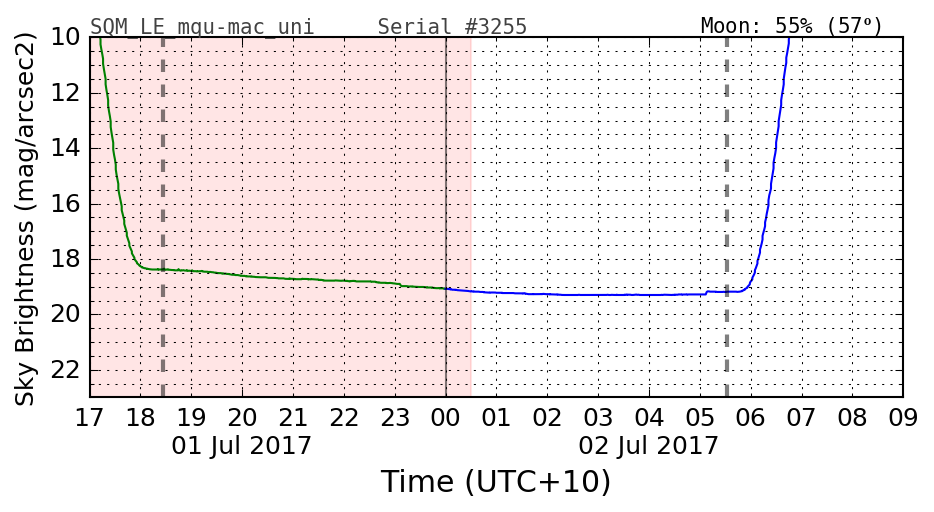 SQM_LE_mqu-mac_uni Serial #3255 Moon: 55% (57°)
Sky Brightness (mag/arcsec2)
10
12
14
16
18
20
22
17 18 19 20 21 22 23 00 01 02 03 04 05 06 07 08 09
01 Jul 2017 02 Jul 2017
Time (UTC+10)